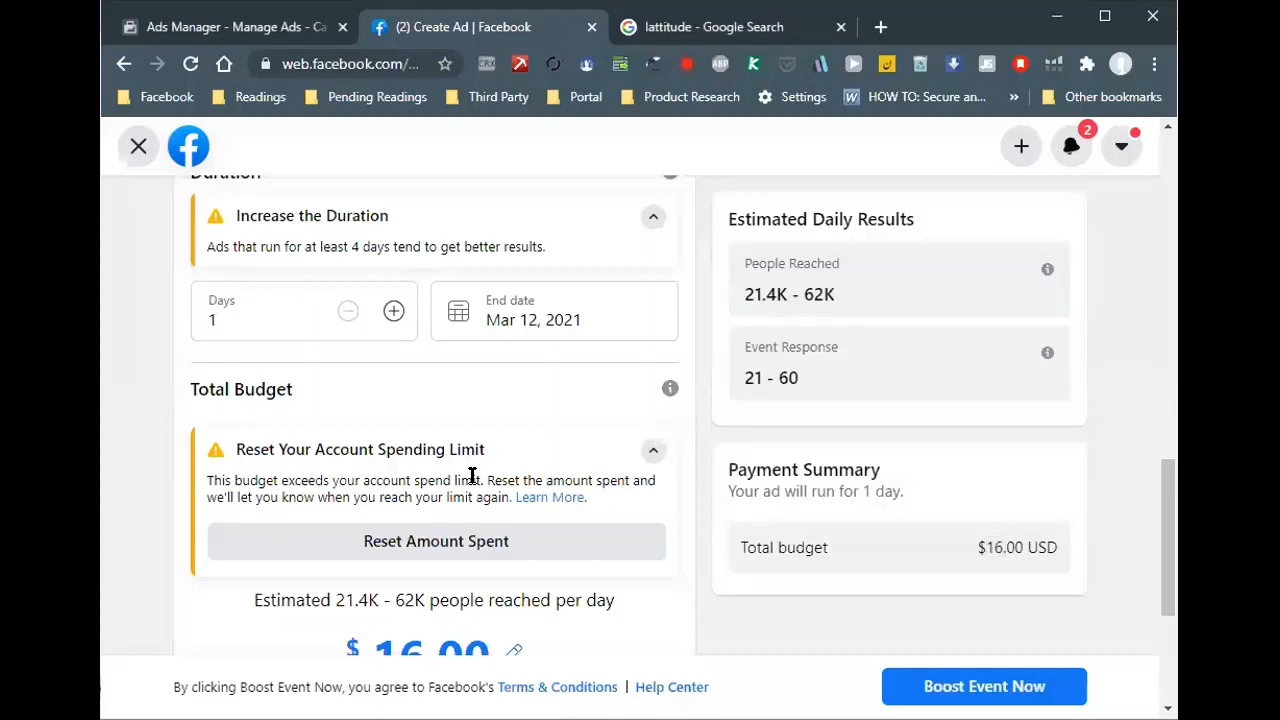 Ads Manager - Manage Ads - Ca
(2) Create Ad | Facebook
lattitude - Google Search
web.facebook.com/...
Facebook
Readings
Pending Readings
Third Party
Portal
Product Research
Settings
HOW TO: Secure an...
»
Other bookmarks
2
Duration
Increase the Duration
Ads that run for at least 4 days tend to get better results.
Days
1
End date
Mar 12, 2021
Total Budget
Reset Your Account Spending Limit
This budget exceeds your account spend limit. Reset the amount spent and
we'll let you know when you reach your limit again. Learn More.
Reset Amount Spent
Estimated 21.4K - 62K people reached per day
$ 16.00
Estimated Daily Results
People Reached
21.4K - 62K
Event Response
21 - 60
Payment Summary
Your ad will run for 1 day.
Total budget $16.00 USD
By clicking Boost Event Now, you agree to Facebook's Terms & Conditions | Help Center
Boost Event Now